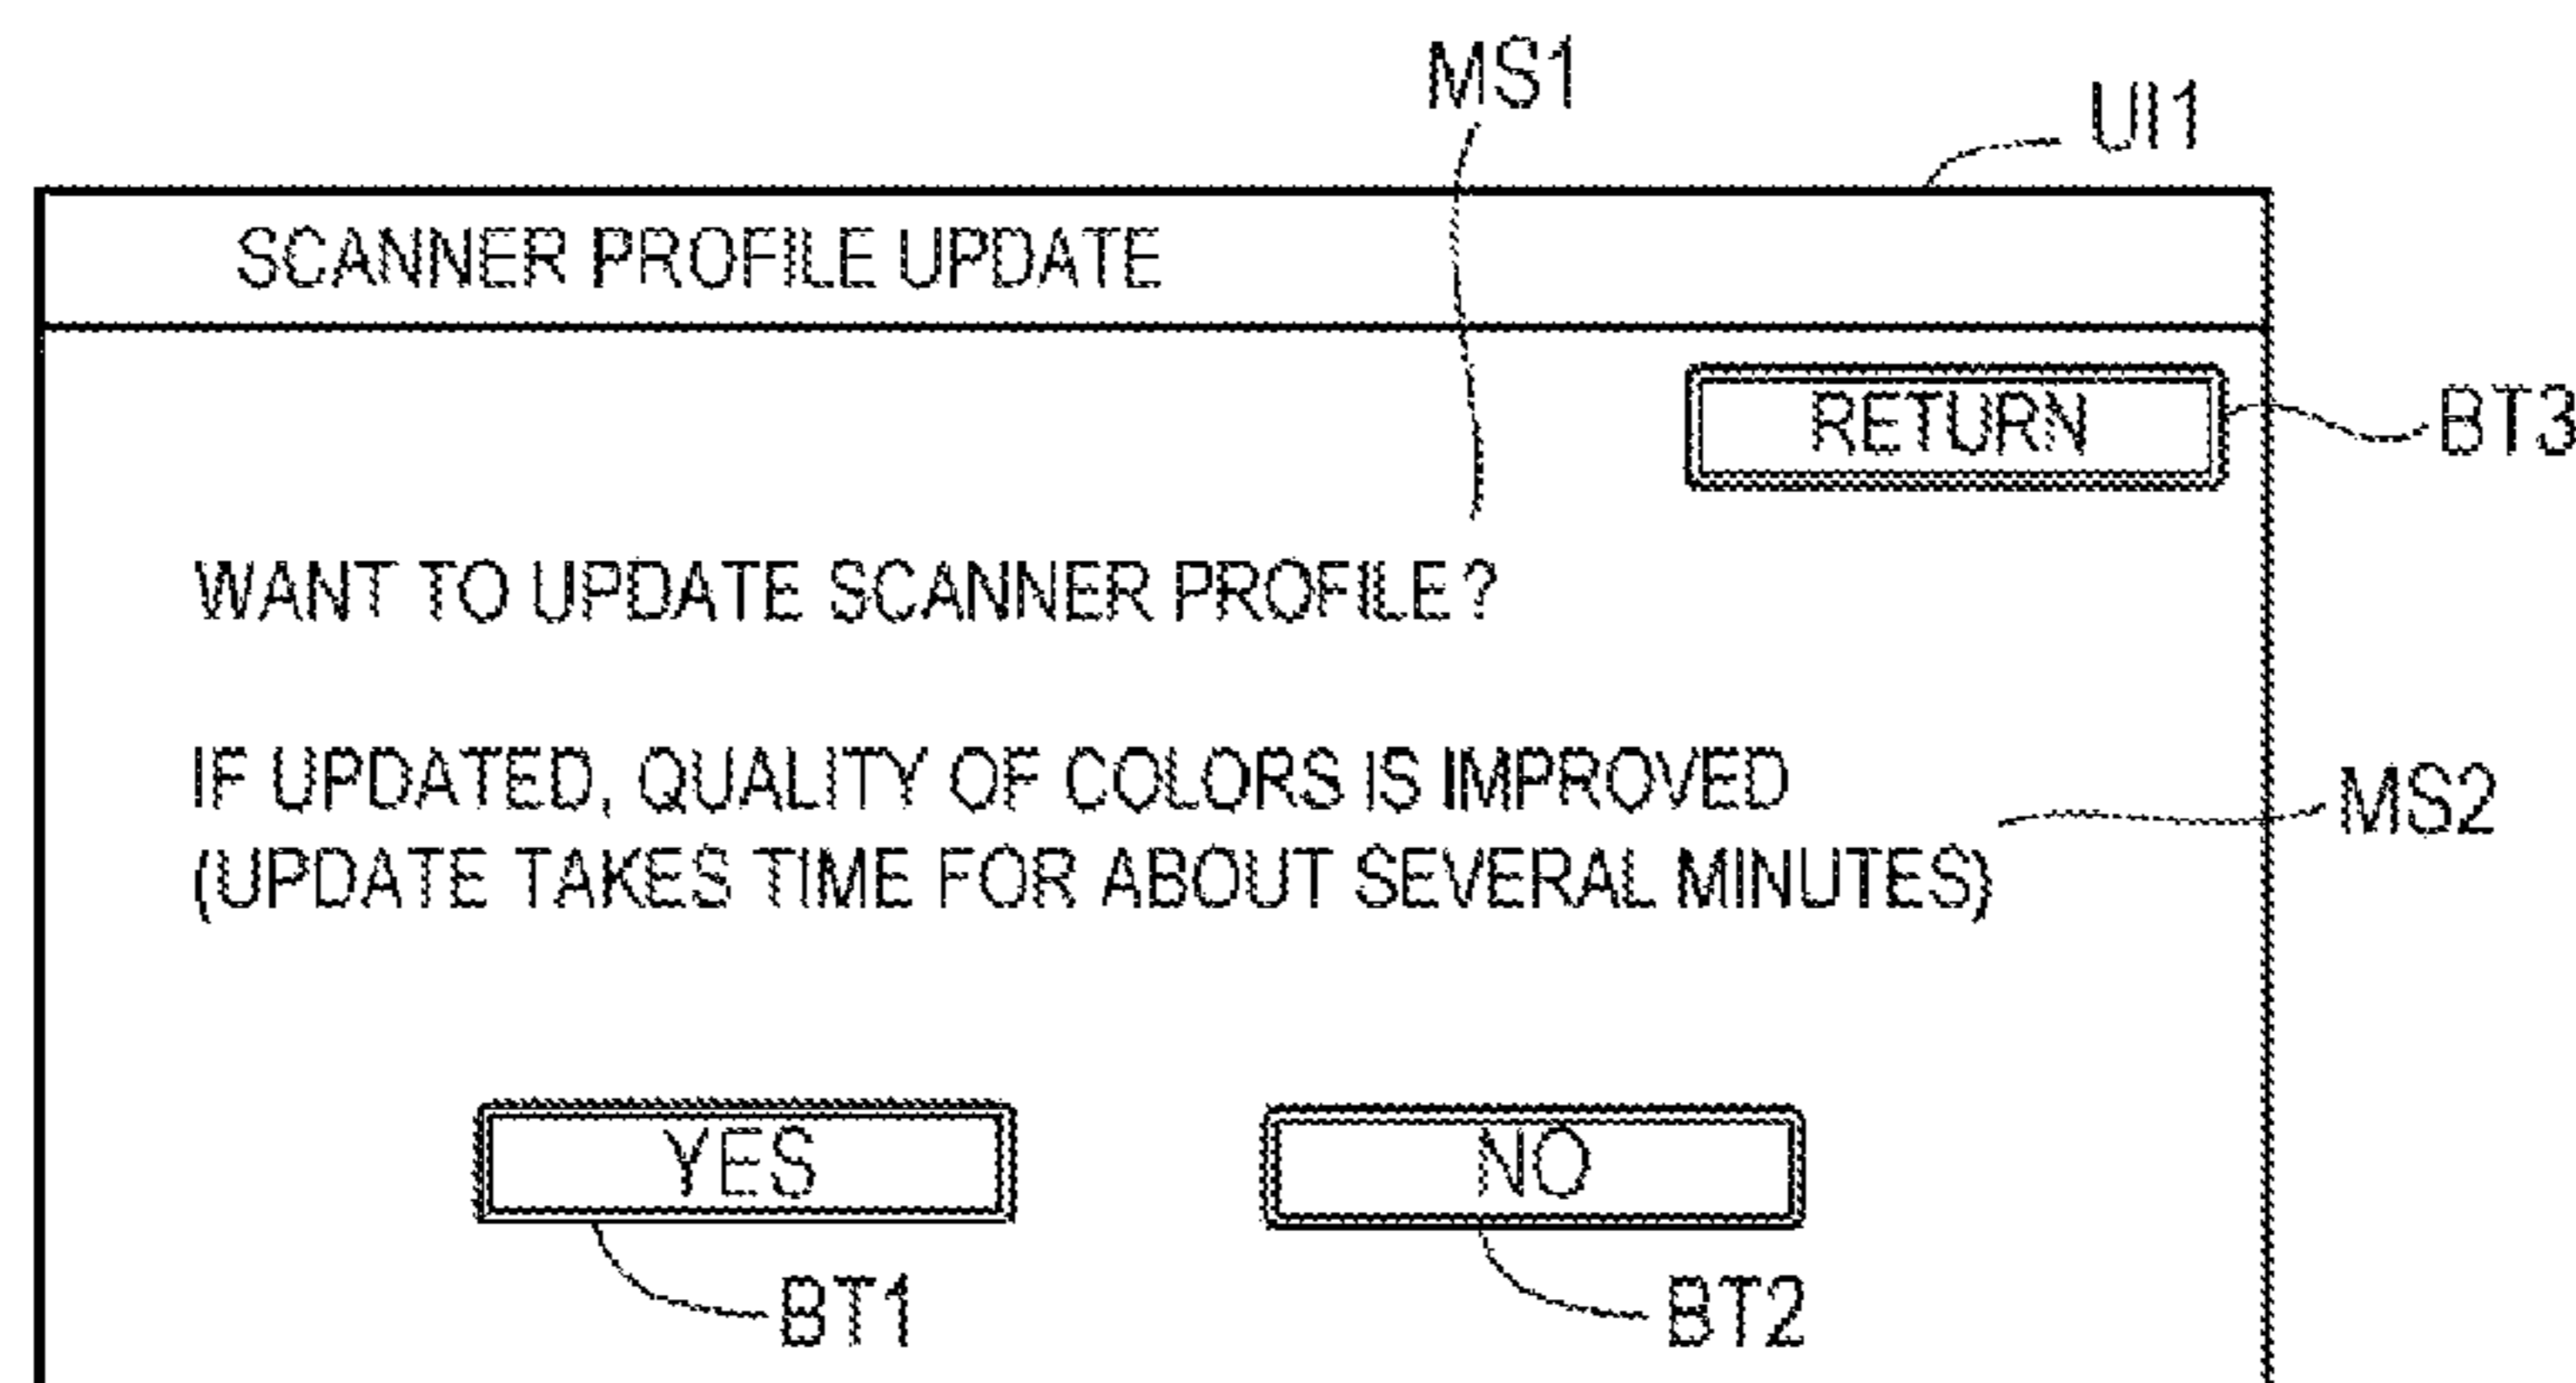 MS1
UI1
SCANNER PROFILE UPDATE
RETURN
BT3
WANT TO UPDATE SCANNER PROFILE?
IF UPDATED, QUALITY OF COLORS IS IMPROVED
(UPDATE TAKES TIME FOR ABOUT SEVERAL MINUTES)
MS2
YES
NO
BT1
BT2